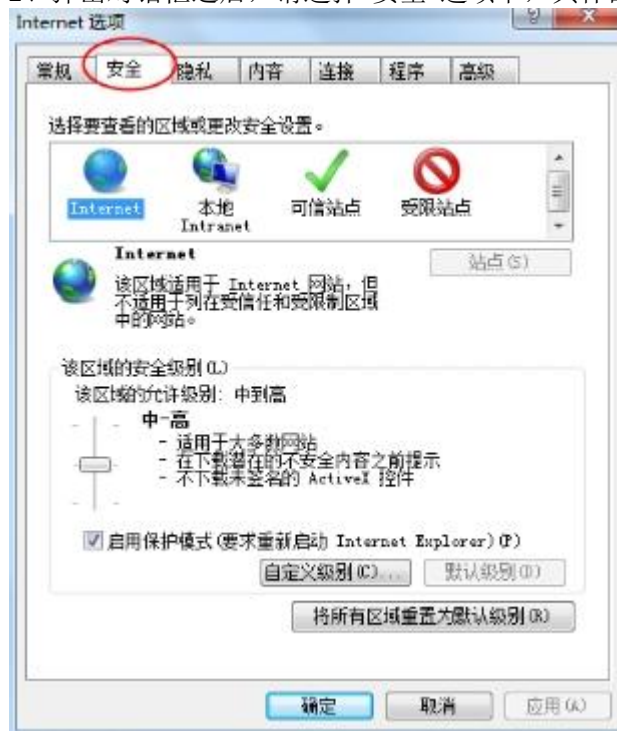 Internet 选项
常规 安全 隐私 内容 连接 程序 高级
选择要查看的区域或更改安全设置。
Internet 本地 可信站点 受限站点
Intranet
Internet
站点(S)
该区域适用于 Internet 网站，但
不适用于列在受信任和受限制区域
中的网站。
该区域的安全级别(L)
该区域的允许级别：中到高
中-高
- 适用于大多数网站
- 在下载潜在的不安全内容之前提示
- 不下载未签名的 ActiveX 控件
启用保护模式(要求重新启动 Internet Explorer)(P)
自定义级别(C)... 默认级别(D)
将所有区域重置为默认级别(R)
确定 取消 应用(A)